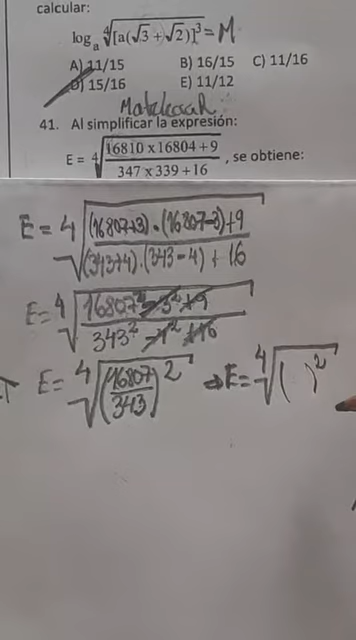 calcular:
logₐ ⁴√[a(√3 + √2)]³ = M
A) 11/15 B) 16/15 C) 11/16
D) 15/16 E) 11/12
41. Al simplificar la expresión:
E = ⁴√((16810 x 16804 + 9)/(347 x 339 + 16)), se obtiene:
E = ⁴√(((16807+3)·(16807-3)+9)/((343+4)·(343-4)+16))
E = ⁴√((16807² - 3² + 9)/(343² - 4² + 16))
E = ⁴√((16807/343)²) ⇒ E = ⁴√(( )²)